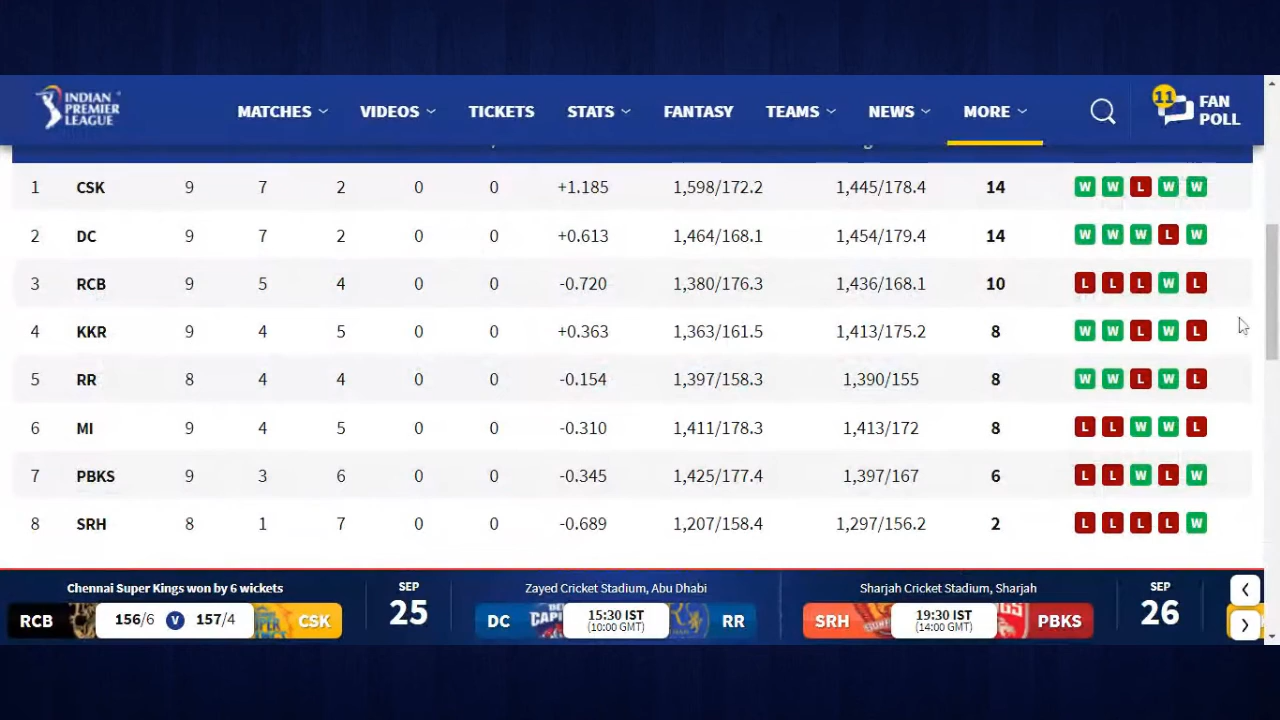 INDIAN PREMIER LEAGUE
MATCHES VIDEOS TICKETS STATS FANTASY TEAMS NEWS MORE 11 FAN POLL
1 CSK 9 7 2 0 0 +1.185 1,598/172.2 1,445/178.4 14 W W L W W
2 DC 9 7 2 0 0 +0.613 1,464/168.1 1,454/179.4 14 W W W L W
3 RCB 9 5 4 0 0 -0.720 1,380/176.3 1,436/168.1 10 L L L W L
4 KKR 9 4 5 0 0 +0.363 1,363/161.5 1,413/175.2 8 W W L W L
5 RR 8 4 4 0 0 -0.154 1,397/158.3 1,390/155 8 W W L W L
6 MI 9 4 5 0 0 -0.310 1,411/178.3 1,413/172 8 L L W W L
7 PBKS 9 3 6 0 0 -0.345 1,425/177.4 1,397/167 6 L L W L W
8 SRH 8 1 7 0 0 -0.689 1,207/158.4 1,297/156.2 2 L L L L W
Chennai Super Kings won by 6 wickets
RCB 156/6 V 157/4 CSK
SEP
25
Zayed Cricket Stadium, Abu Dhabi
DC 15:30 IST RR
(10:00 GMT)
Sharjah Cricket Stadium, Sharjah
SRH 19:30 IST PBKS
(14:00 GMT)
SEP
26